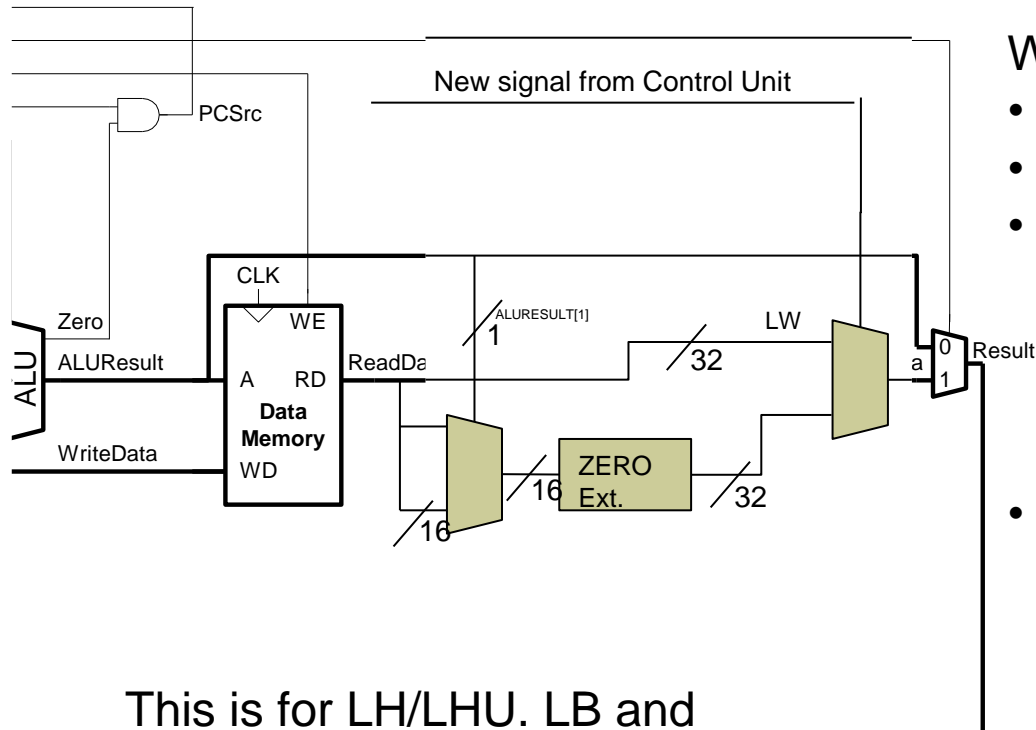 W
New signal from Control Unit
•
PCSrc
•
•
CLK
WE
ALURESULT[1]
1
LW
Zero
ALU
ALUResult
ReadDa
32
a
0
1
Result
A
RD
Data
Memory
WriteData
WD
16
16
ZERO
Ext.
32
•
This is for LH/LHU. LB and